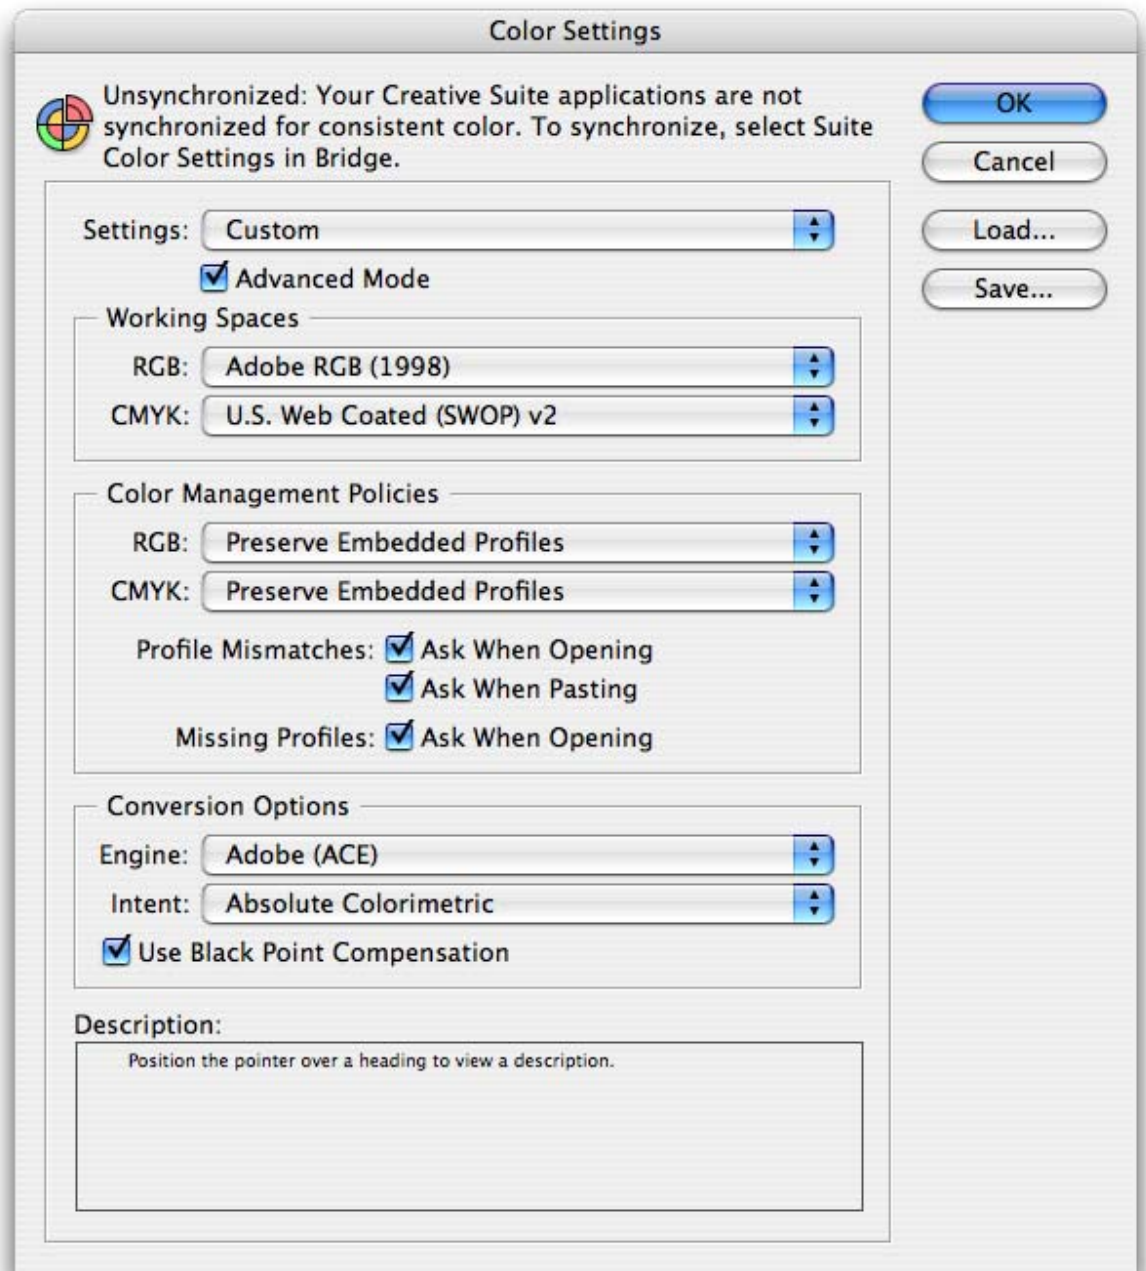 Color Settings
Unsynchronized: Your Creative Suite applications are not
synchronized for consistent color. To synchronize, select Suite
Color Settings in Bridge.
OK
Cancel
Load...
Save...
Settings: Custom
Advanced Mode
Working Spaces
RGB: Adobe RGB (1998)
CMYK: U.S. Web Coated (SWOP) v2
Color Management Policies
RGB: Preserve Embedded Profiles
CMYK: Preserve Embedded Profiles
Profile Mismatches: Ask When Opening
Ask When Pasting
Missing Profiles: Ask When Opening
Conversion Options
Engine: Adobe (ACE)
Intent: Absolute Colorimetric
Use Black Point Compensation
Description:
Position the pointer over a heading to view a description.